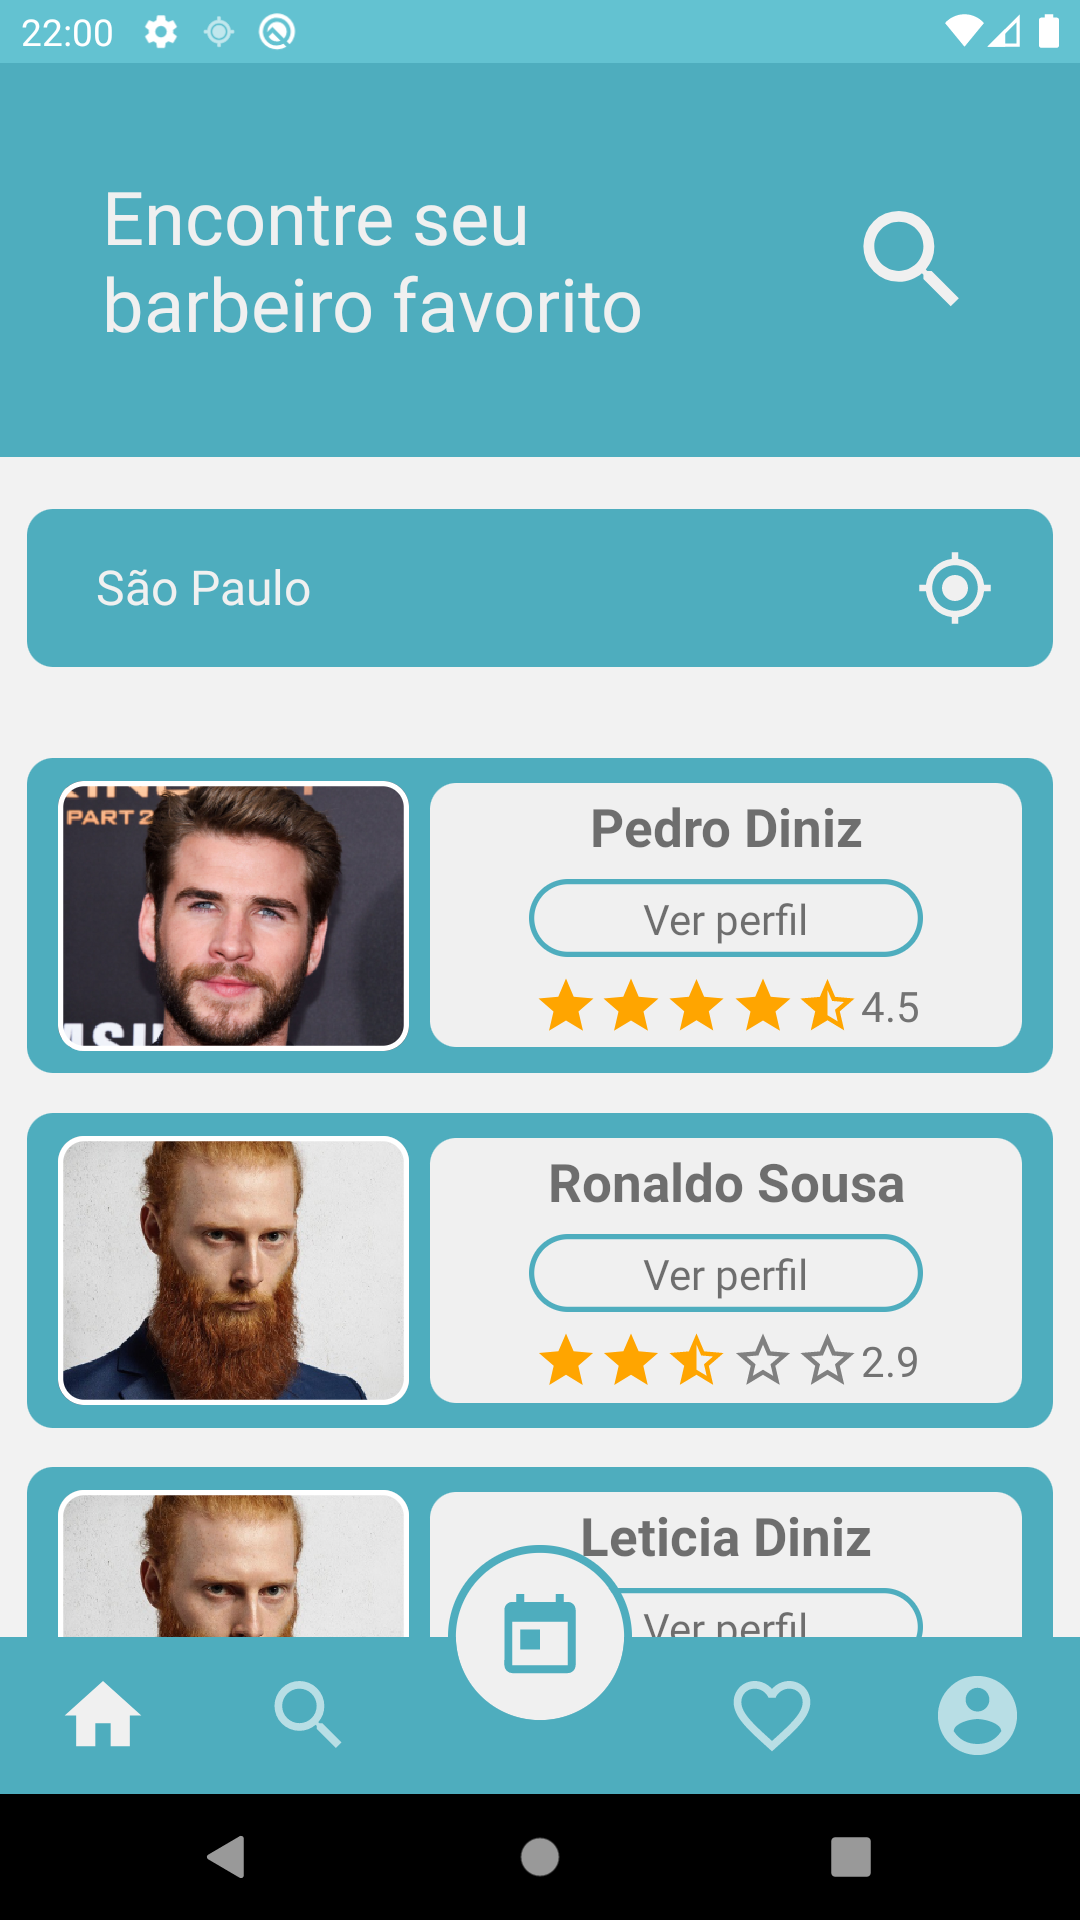 22:00
Encontre seu
barbeiro favorito
São Paulo
PART 2
Pedro Diniz
Ver perfil
4.5
Ronaldo Sousa
Ver perfil
2.9
Leticia Diniz
Ver perfil